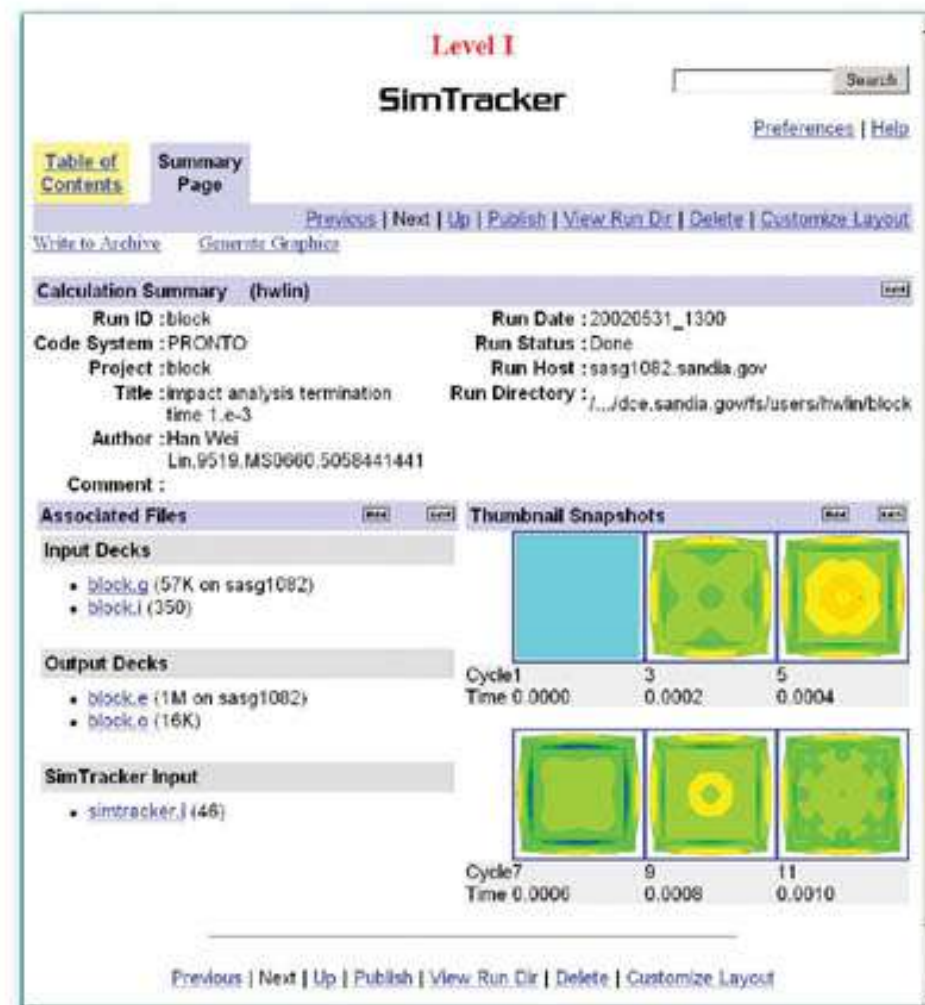 Level I
Search
SimTracker
Preferences | Help
Table of Contents
Summary Page
Previous | Next | Up | Publish | View Run Dir | Delete | Customize Layout
Write to Archive Generate Graphics
Calculation Summary (hwlin)
Run ID :block
Code System :PRONTO
Project :block
Title :impact analysis termination
time 1.e-3
Author :Han Wei
Lin,9519,MS0660,5058441441
Comment :
Run Date :20020531_1300
Run Status :Done
Run Host :sasg1082.sandia.gov
Run Directory :/.../dce.sandia.gov/fs/users/hwlin/block
Associated Files
Input Decks
• block.g (57K on sasg1082)
• block.i (350)
Output Decks
• block.e (1M on sasg1082)
• block.o (16K)
SimTracker Input
• simtracker.i (46)
Thumbnail Snapshots
Cycle1 3 5
Time 0.0000 0.0002 0.0004
Cycle7 9 11
Time 0.0006 0.0008 0.0010
Previous | Next | Up | Publish | View Run Dir | Delete | Customize Layout